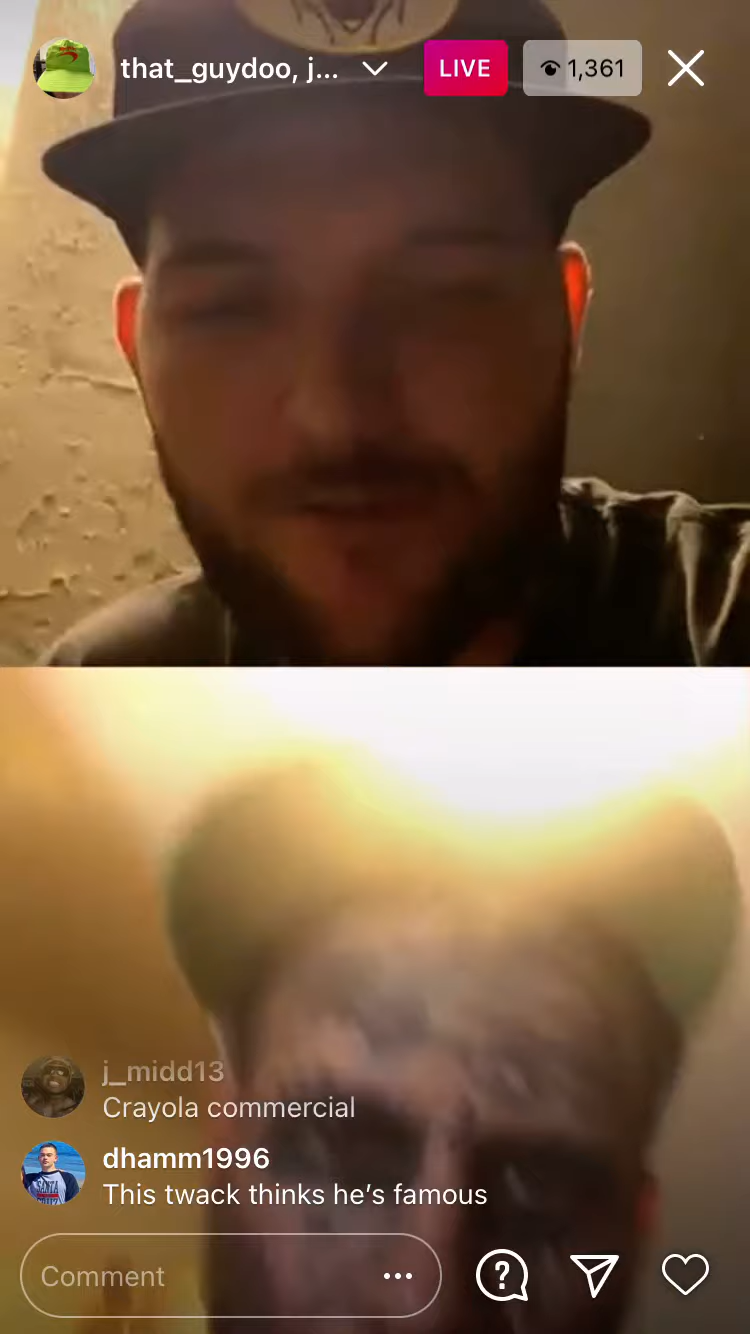 that_guydoo, j...
LIVE
1,361
j_midd13
Crayola commercial
dhamm1996
This twack thinks he's famous
Comment